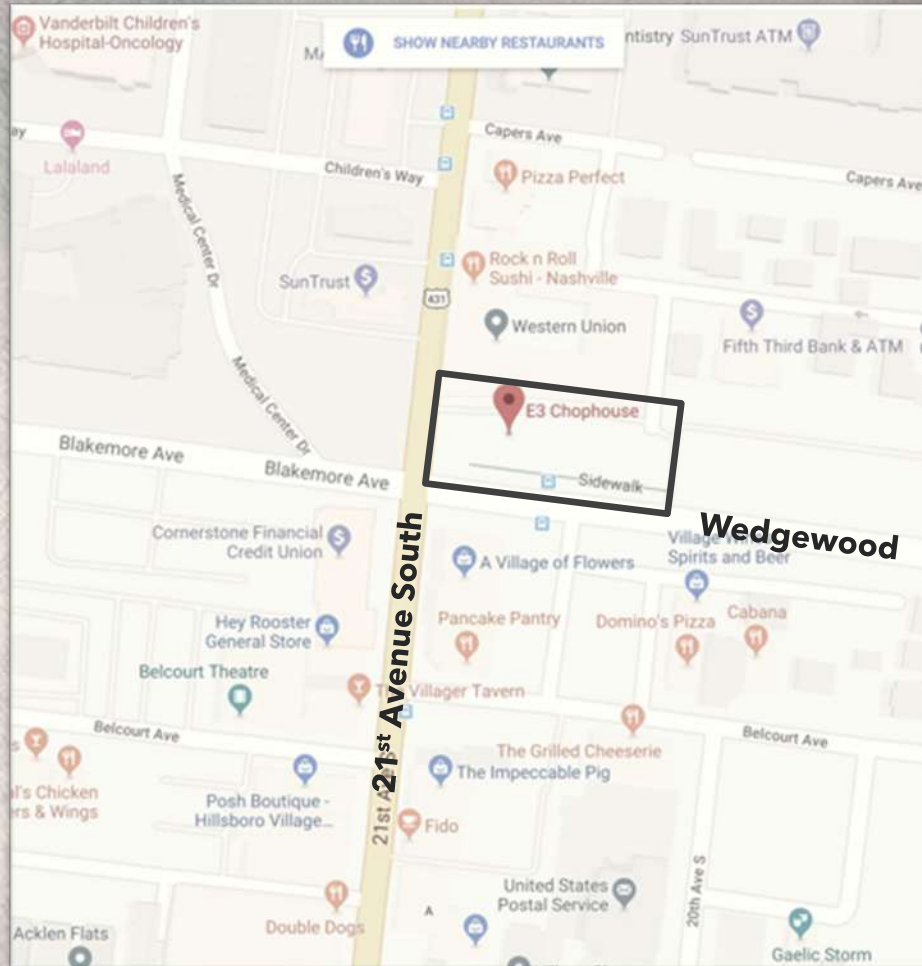 Vanderbilt Children's
Hospital-Oncology
SHOW NEARBY RESTAURANTS
ntistry
SunTrust ATM
MA
ay
Lalaland
Capers Ave
Children's Way
Pizza Perfect
Capers Ave
Medical Center Dr
SunTrust
Rock n Roll
Sushi - Nashville
431
Western Union
Fifth Third Bank & ATM
Medical Center Dr
E3 Chophouse
Blakemore Ave
Blakemore Ave
Sidewalk
Wedgewood
Cornerstone Financial
Credit Union
A Village of Flowers
Village
Spirits and Beer
21st Avenue South
Hey Rooster
General Store
Pancake Pantry
Domino's Pizza
Cabana
Belcourt Theatre
Villager Tavern
Belcourt Ave
Belcourt Ave
The Grilled Cheeserie
The Impeccable Pig
s
l's Chicken
rs & Wings
Posh Boutique -
Hillsboro Village...
21st
Fido
United States
Postal Service
20th Ave S
A
Double Dogs
Acklen Flats
Gaelic Storm